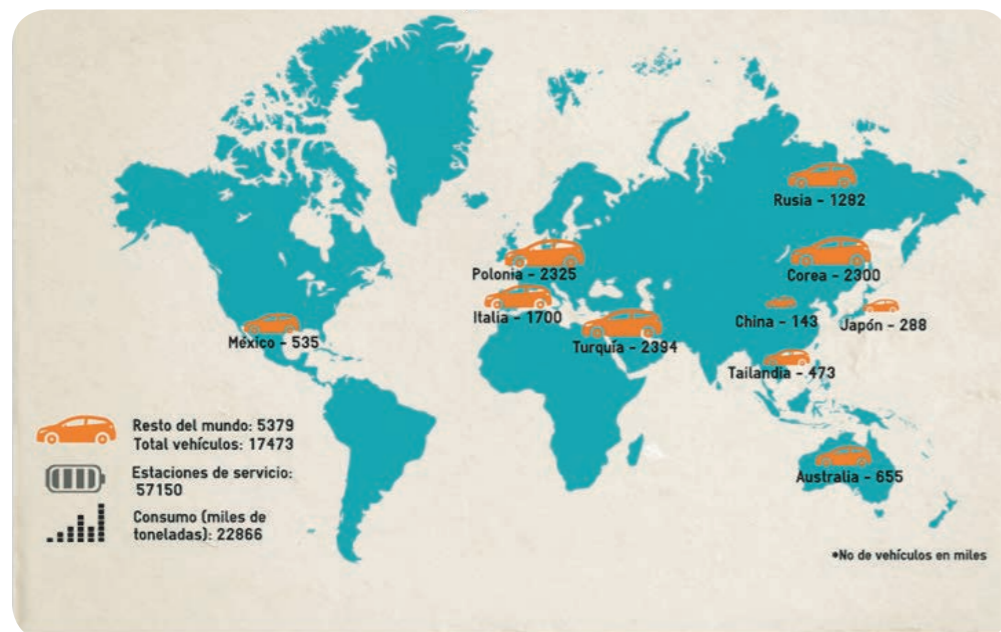 Rusia - 1282
Polonia - 2325
Corea - 2300
Italia - 1700
China - 143
Japón - 288
México - 535
Turquía - 2394
Tailandia - 473
Resto del mundo: 5379
Total vehículos: 17473
Estaciones de servicio:
57150
Australia - 655
Consumo (miles de
toneladas): 22866
*No de vehículos en miles